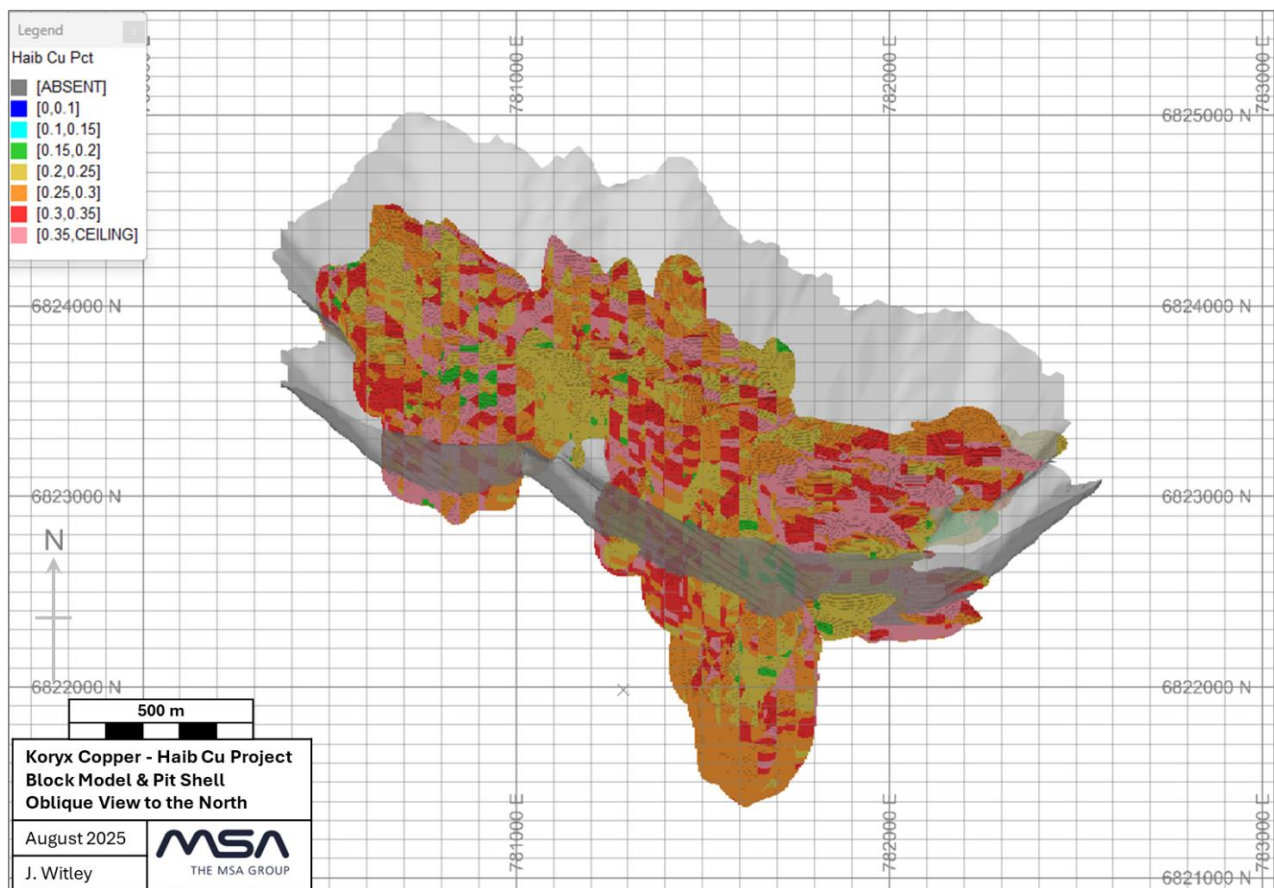 Legend
x
Haib Cu Pct
[ABSENT]
[0,0.1]
[0.1,0.15]
[0.15,0.2]
[0.2,0.25]
[0.25,0.3]
[0.3,0.35]
[0.35,CEILING]
781000 E
782000 E
783000 E
6825000 N
6824000 N
6824000 N
6823000 N
6823000 N
N
6822000 N
6822000 N
500 m
Koryx Copper - Haib Cu Project
Block Model & Pit Shell
Oblique View to the North
August 2025
J. Witley
MSA
THE MSA GROUP
781000 E
782000 E
783000 E
6821000 N